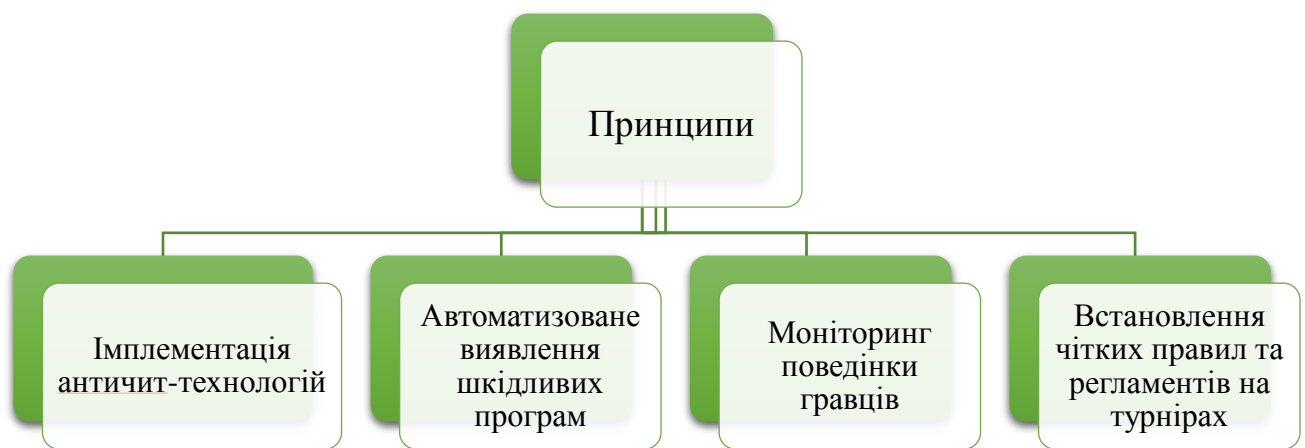 Принципи
Імплементація
античит-технологій
Автоматизоване
виявлення
шкідливих
програм
Моніторинг
поведінки
гравців
Встановлення
чітких правил та
регламентів на
турнірах